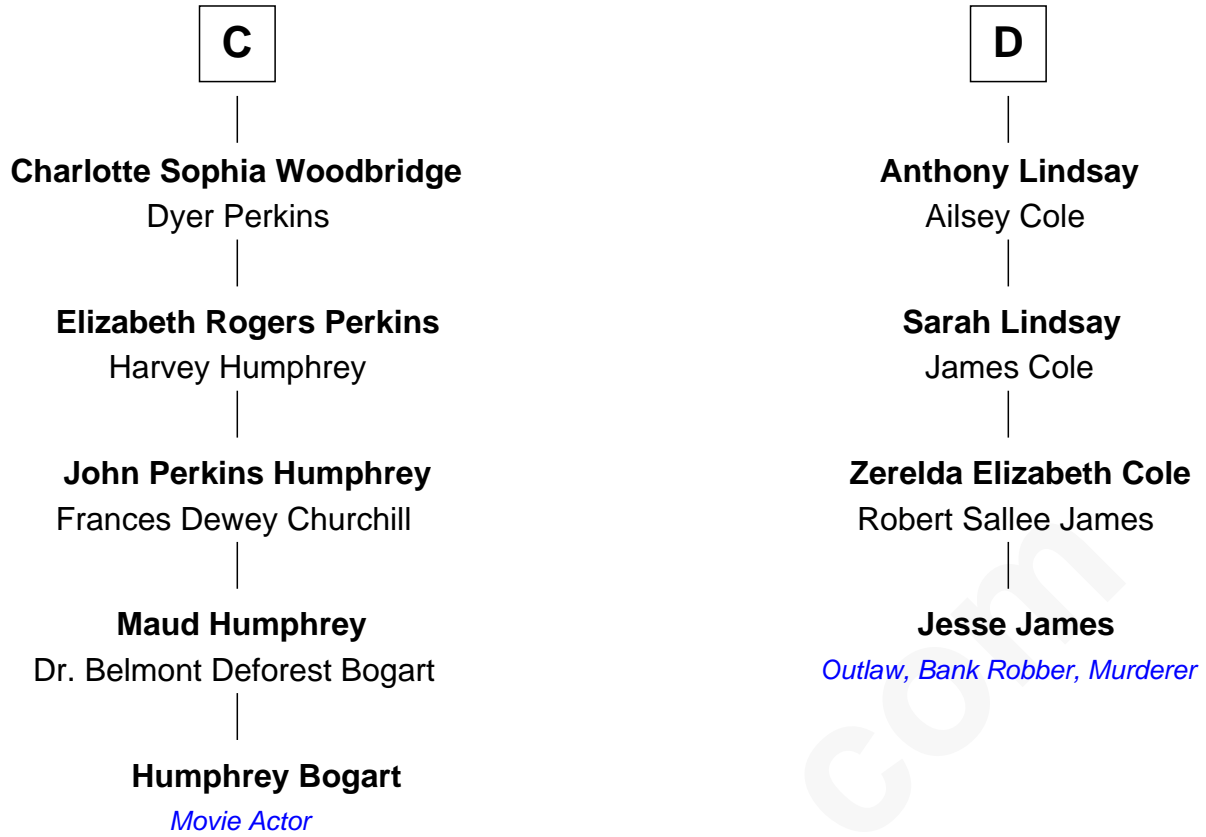 C
Charlotte Sophia Woodbridge
Dyer Perkins
Elizabeth Rogers Perkins
Harvey Humphrey
John Perkins Humphrey
Frances Dewey Churchill
Maud Humphrey
Dr. Belmont Deforest Bogart
Humphrey Bogart
Movie Actor
D
Anthony Lindsay
Ailsey Cole
Sarah Lindsay
James Cole
Zerelda Elizabeth Cole
Robert Sallee James
Jesse James
Outlaw, Bank Robber, Murderer
com